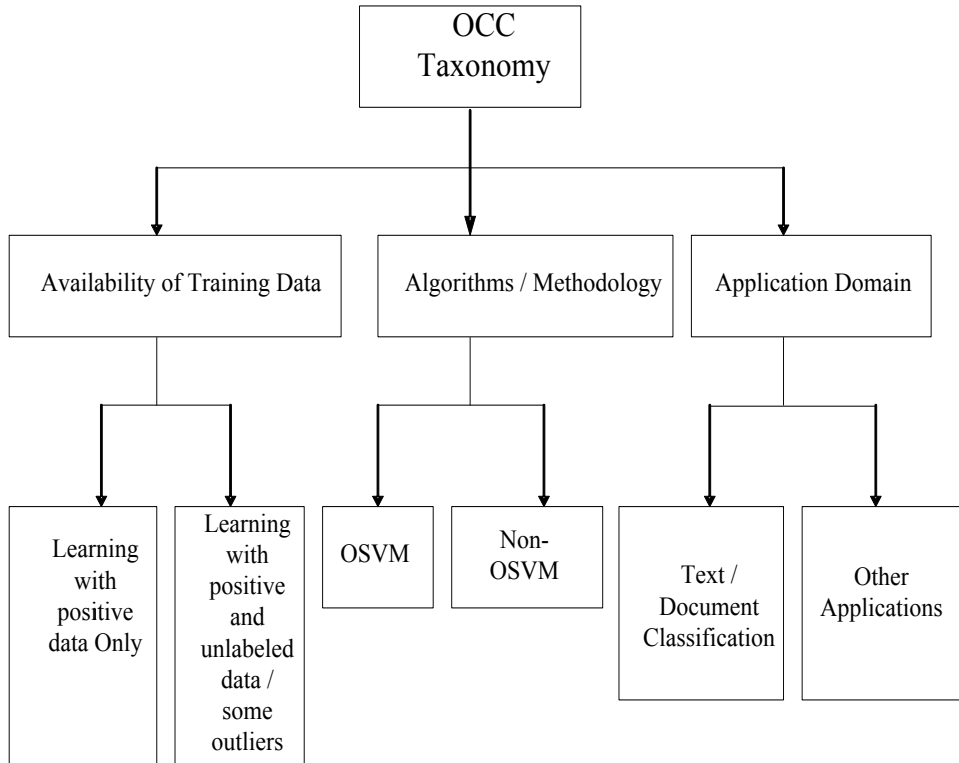 OCC
Taxonomy
Availability of Training Data
Algorithms / Methodology
Application Domain
Learning
with
positive
data Only
Learning
with
positive
and
unlabeled
data /
some
outliers
OSVM
Non-
OSVM
Text /
Document
Classification
Other
Applications